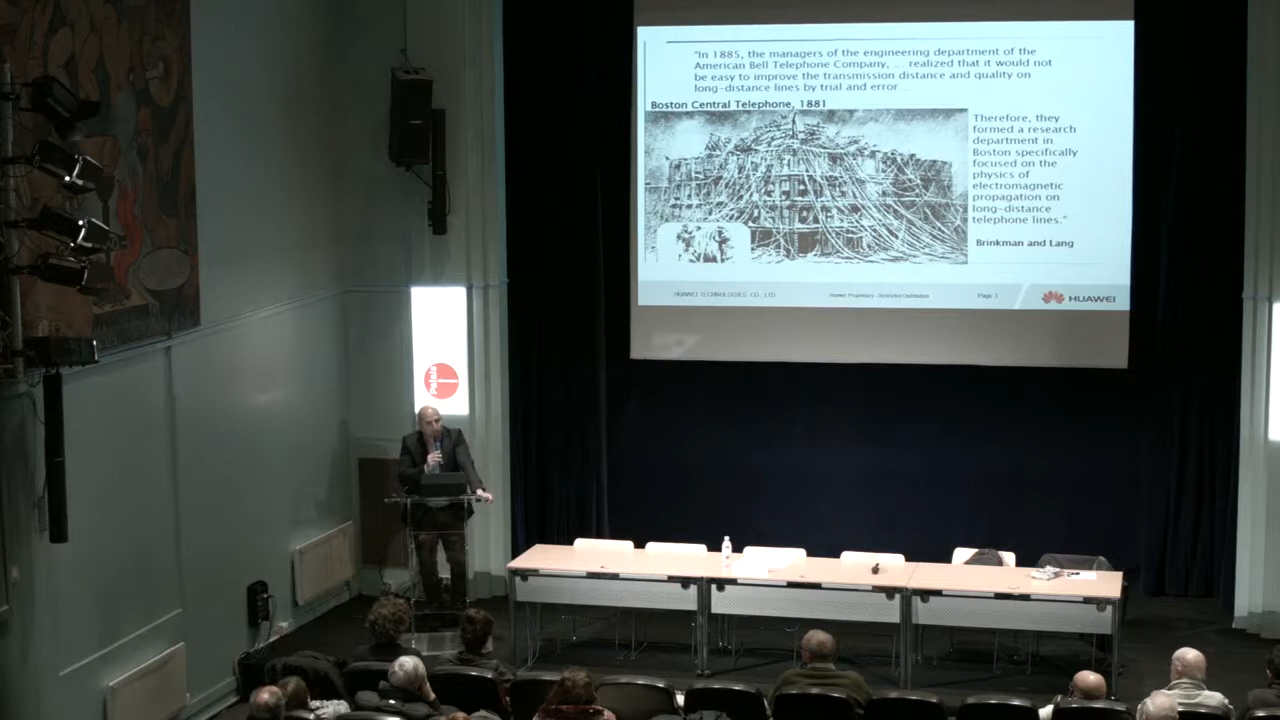 "In 1885, the managers of the engineering department of the
American Bell Telephone Company, ... realized that it would not
be easy to improve the transmission distance and quality on
long-distance lines by trial and error...
Boston Central Telephone, 1881
Therefore, they
formed a research
department in
Boston specifically
focused on the
physics of
electromagnetic
propagation on
long-distance
telephone lines."
Brinkman and Lang
HUAWEI TECHNOLOGIES CO., LTD.
Huawei Proprietary - Restricted Distribution
Page 3
HUAWEI
Palais